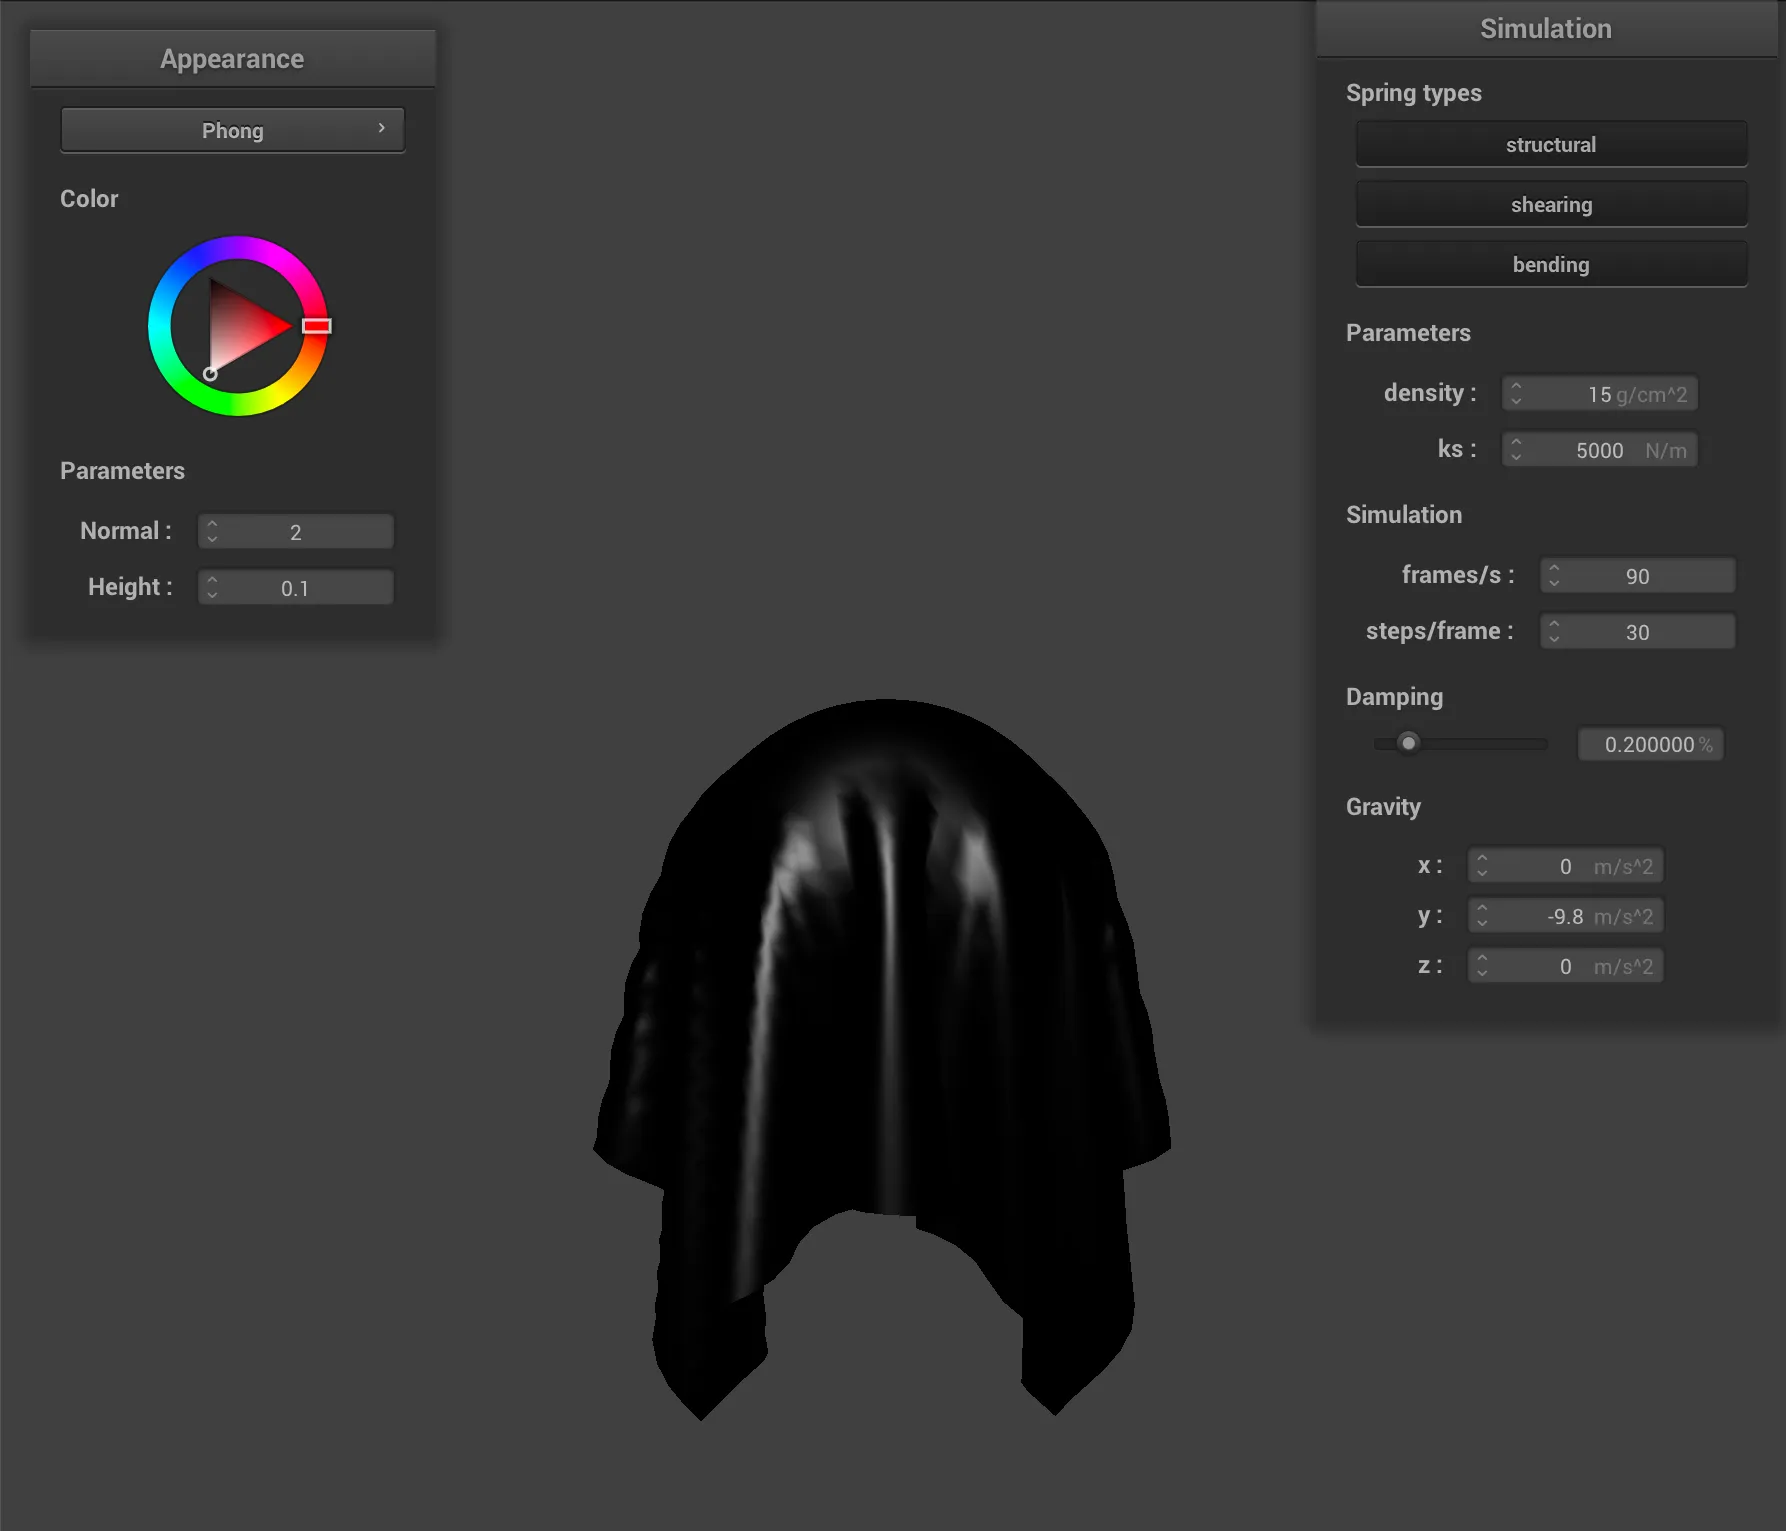 Appearance
Phong
Color
Parameters
Normal : 2
Height : 0.1
Simulation
Spring types
structural
shearing
bending
Parameters
density : 15 g/cm^2
ks : 5000 N/m
Simulation
frames/s : 90
steps/frame : 30
Damping
0.200000 %
Gravity
x : 0 m/s^2
y : -9.8 m/s^2
z : 0 m/s^2